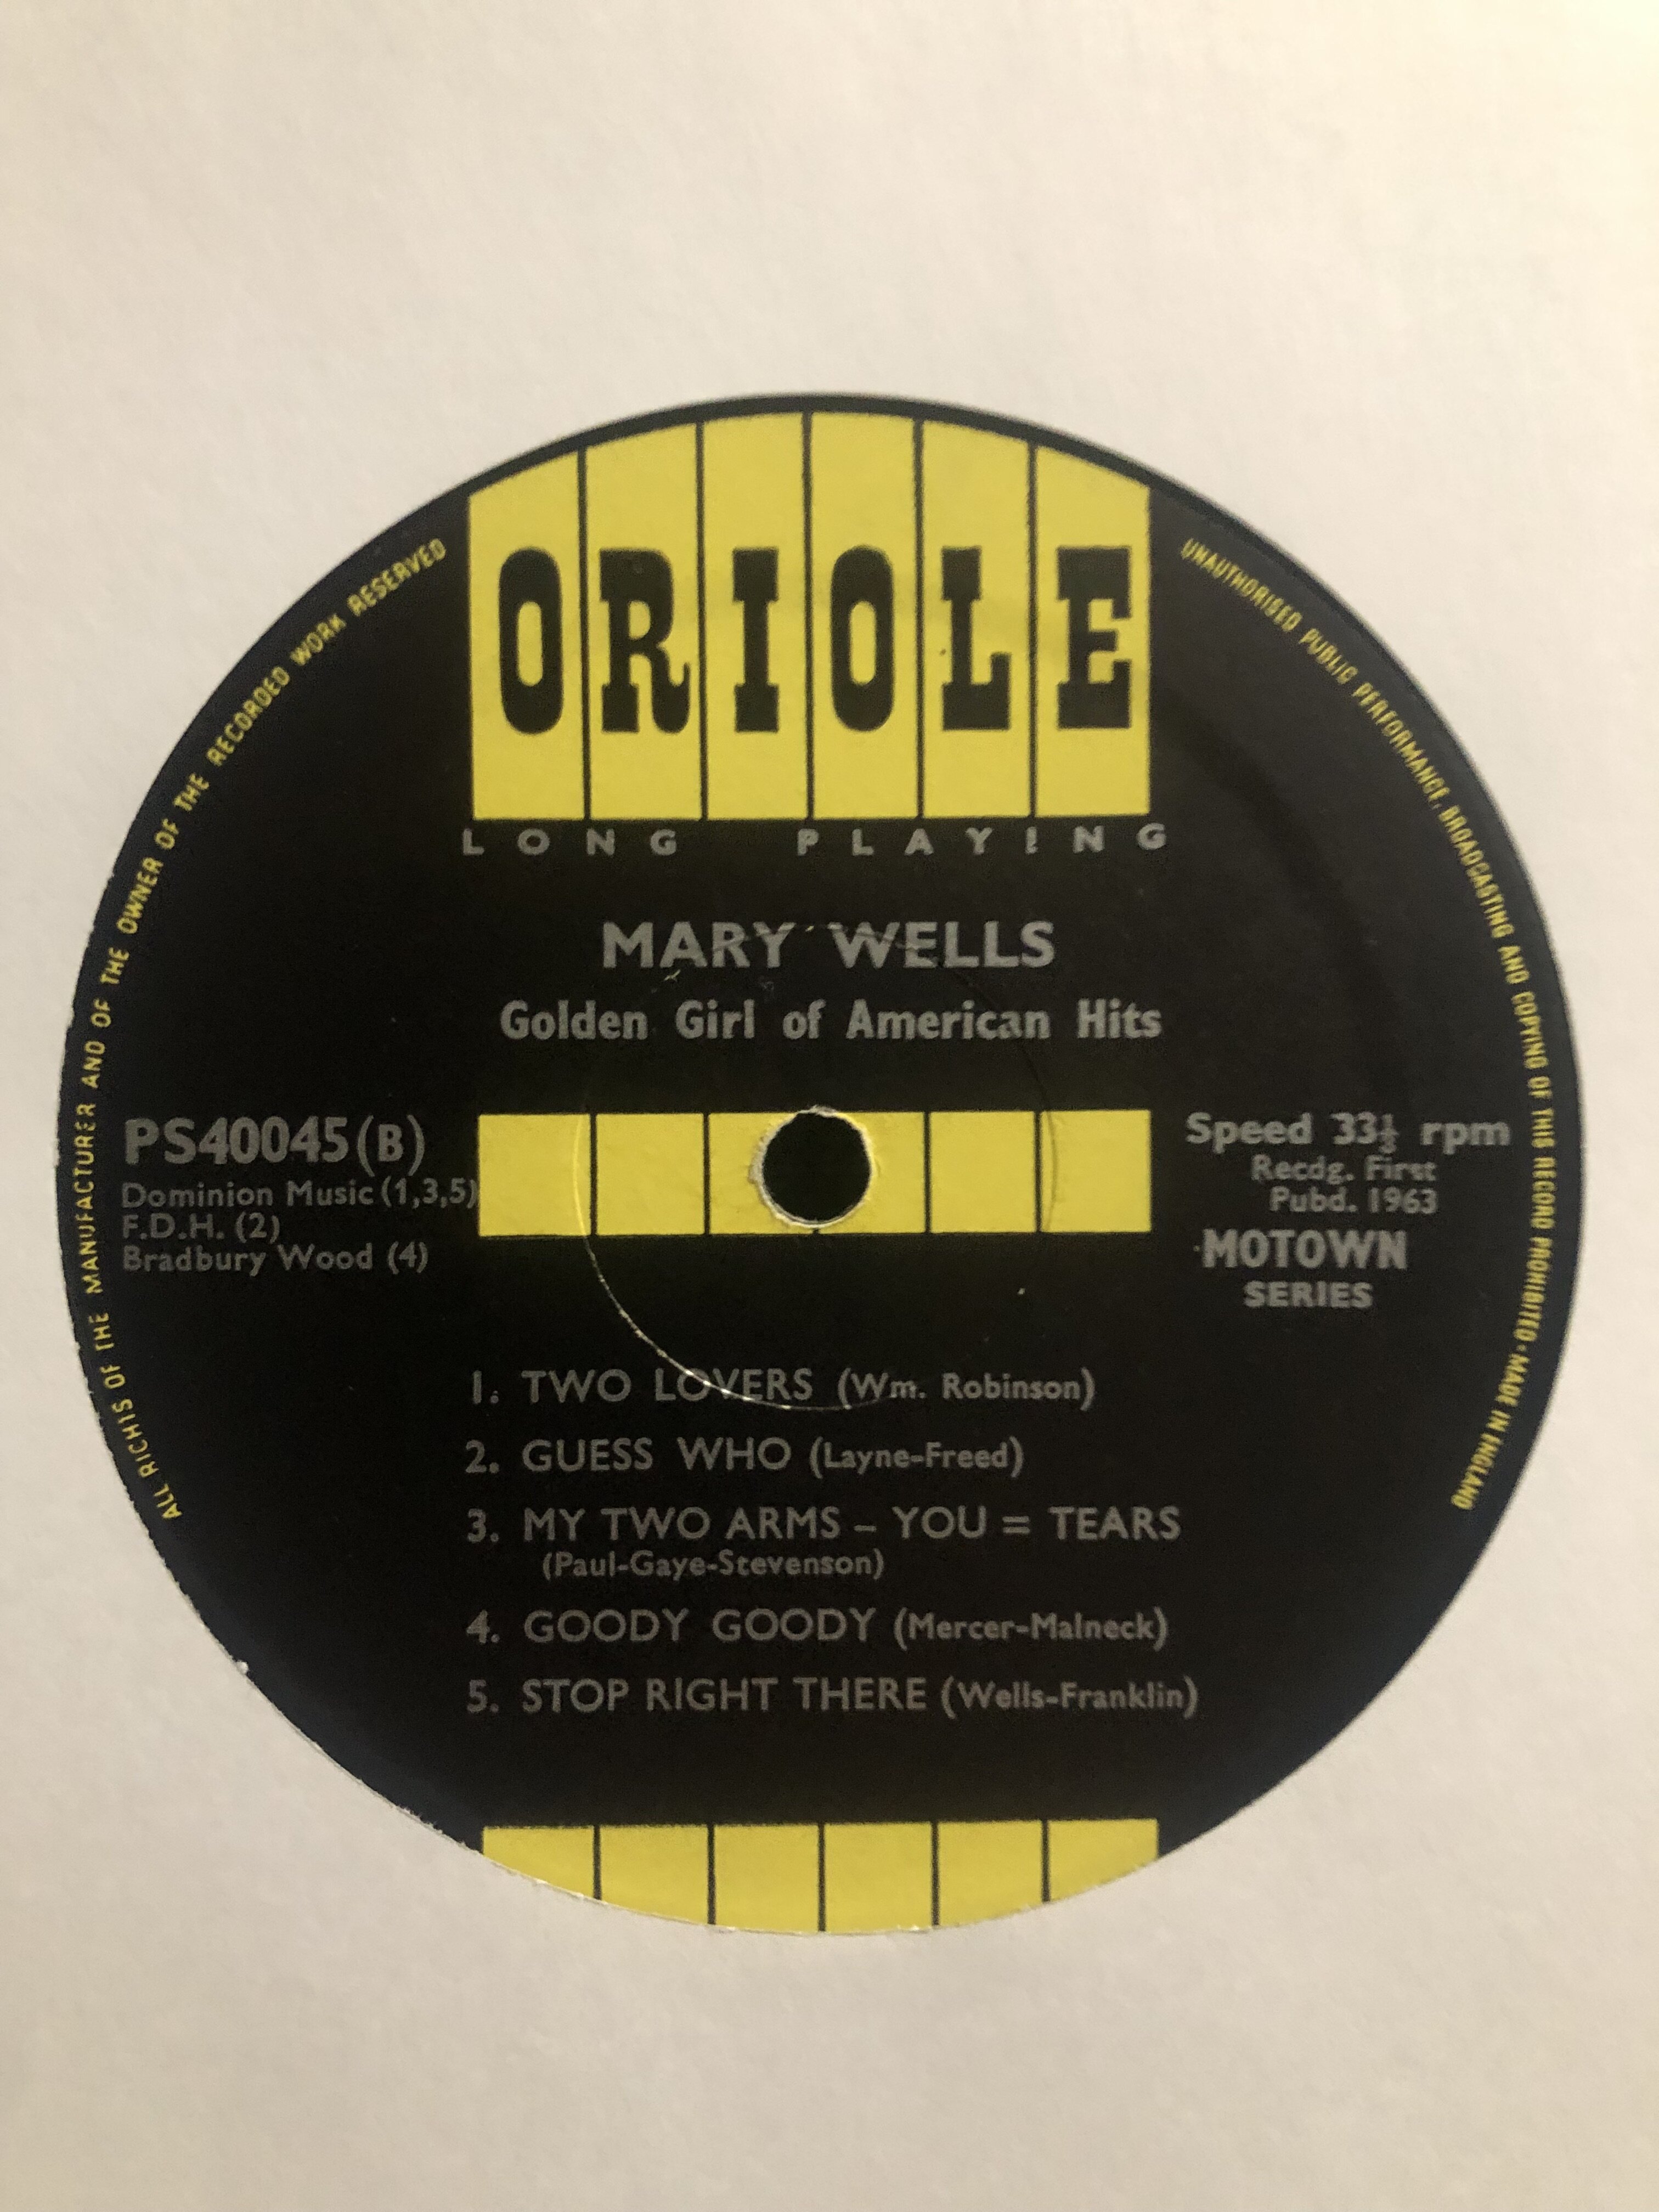 ORIOLE
LONG PLAYING
MARY WELLS
Golden Girl of American Hits
PS40045(B)
Dominion Music (1,3,5)
F.D.H. (2)
Bradbury Wood (4)
Speed 33⅓ rpm
Recdg. First
Pubd. 1963
MOTOWN
SERIES
1. TWO LOVERS (Wm. Robinson)
2. GUESS WHO (Layne-Freed)
3. MY TWO ARMS – YOU = TEARS
(Paul-Gaye-Stevenson)
4. GOODY GOODY (Mercer-Malneck)
5. STOP RIGHT THERE (Wells-Franklin)
ALL RIGHTS OF THE MANUFACTURER AND OF THE OWNER OF THE RECORDED WORK RESERVED
UNAUTHORISED PUBLIC PERFORMANCE, BROADCASTING AND COPYING OF THIS RECORD PROHIBITED • MADE IN ENGLAND